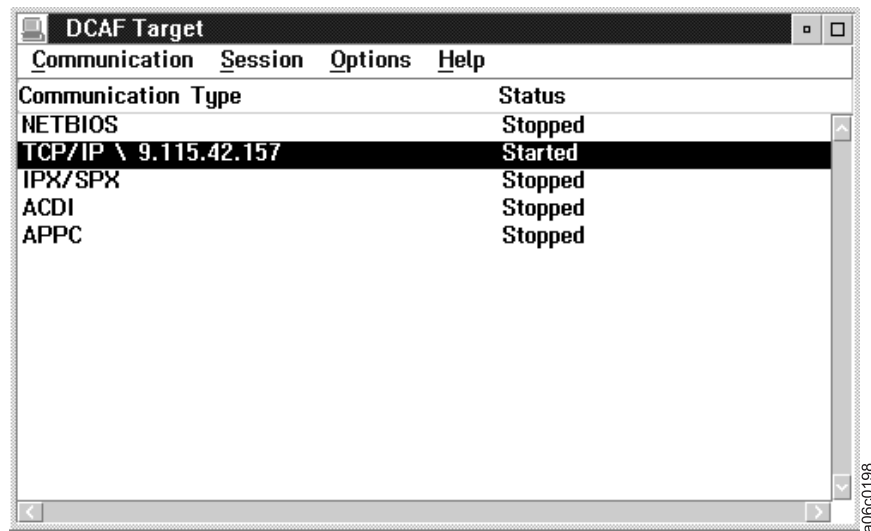 DCAF Target
Communication Session Options Help
Communication Type Status
NETBIOS Stopped
TCP/IP \ 9.115.42.157 Started
IPX/SPX Stopped
ACDI Stopped
APPC Stopped
a06c0198